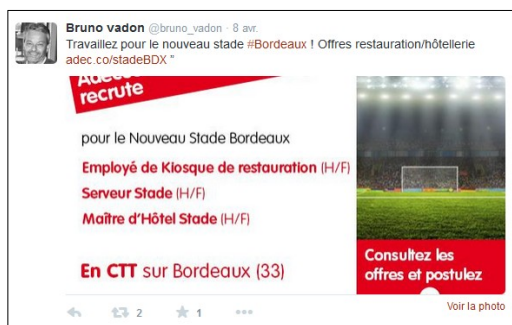 Bruno vadon @bruno_vadon · 8 avr.
Travaillez pour le nouveau stade #Bordeaux ! Offres restauration/hôtellerie
adec.co/stadeBDX "
Adecco
recrute
pour le Nouveau Stade Bordeaux
Employé de Kiosque de restauration (H/F)
Serveur Stade (H/F)
Maître d'Hôtel Stade (H/F)
En CTT sur Bordeaux (33)
Consultez les
offres et postulez
2 1
Voir la photo